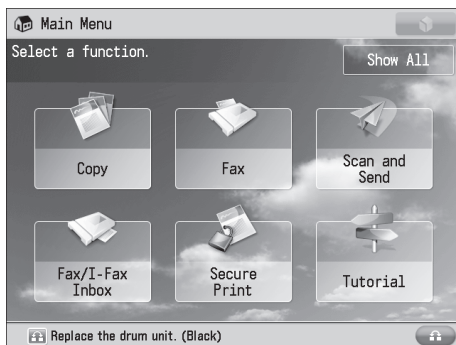 Main Menu
Select a function.
Show All
Copy
Fax
Scan and
Send
Fax/I-Fax
Inbox
Secure
Print
Tutorial
Replace the drum unit. (Black)